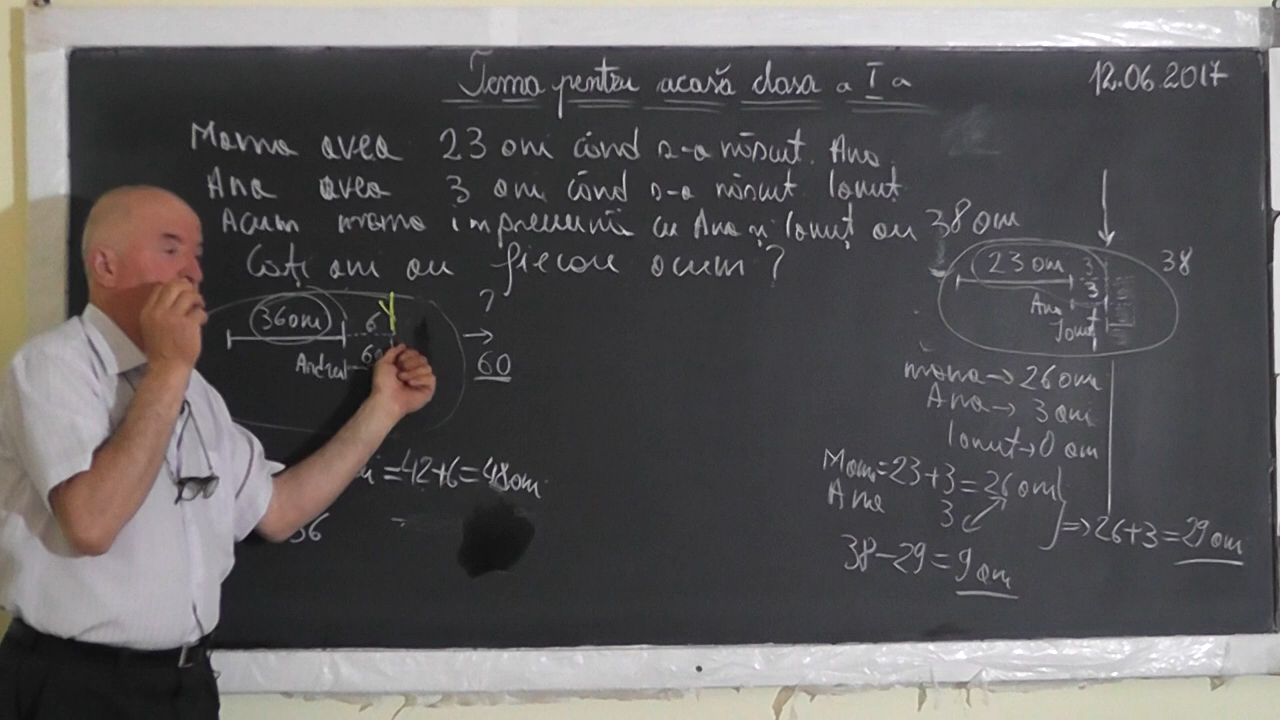 Tema pentru acasă clasa a I a
12.06.2017
Mama avea 23 ani când s-a născut Ana.
Ana avea 3 ani când s-a născut Ionuț
Acum mama împreună cu Ana și Ionuț au 38 ani
Câți ani au fiecare acum?
36 ani 6
6
Andrei
?
→
60
=42+6=48 ani
36
=
23 ani 3
38
Ana 3
Ionuț
mama → 26 ani
Ana → 3 ani
Ionuț → 0 ani
Mama=23+3=26 ani
Ana 3
} ⇒ 26+3=29 ani
38-29=9 ani